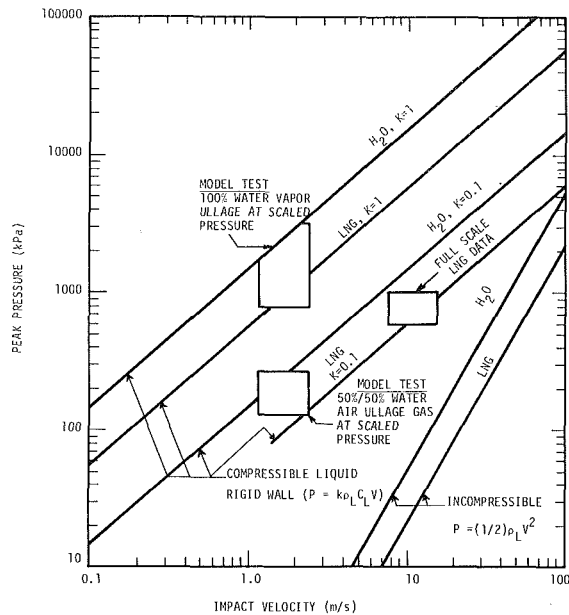 100000
10000
1000
100
10
PEAK PRESSURE (kPa)
H2O, K=1
LNG, K=1
H2O, K=0.1
LNG
K=0.1
H2O
LNG
MODEL TEST
100% WATER VAPOR
ULLAGE AT SCALED
PRESSURE
FULL SCALE
LNG DATA
MODEL TEST
50%/50% WATER
AIR ULLAGE GAS
AT SCALED
PRESSURE
COMPRESSIBLE LIQUID
RIGID WALL (P = kρLCLV)
INCOMPRESSIBLE
P =(1/2)ρLV2
0.1
1.0
10
100
IMPACT VELOCITY (m/s)